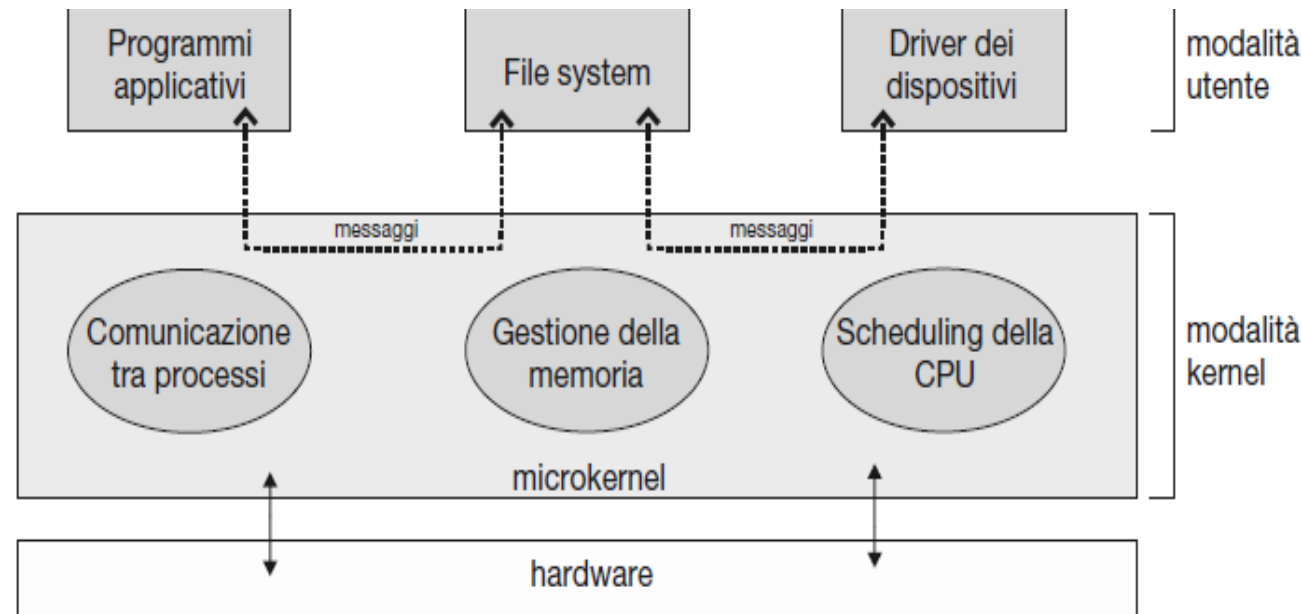 Programmi
applicativi
File system
Driver dei
dispositivi
modalità
utente
messaggi
messaggi
Comunicazione
tra processi
Gestione della
memoria
Scheduling della
CPU
modalità
kernel
microkernel
hardware